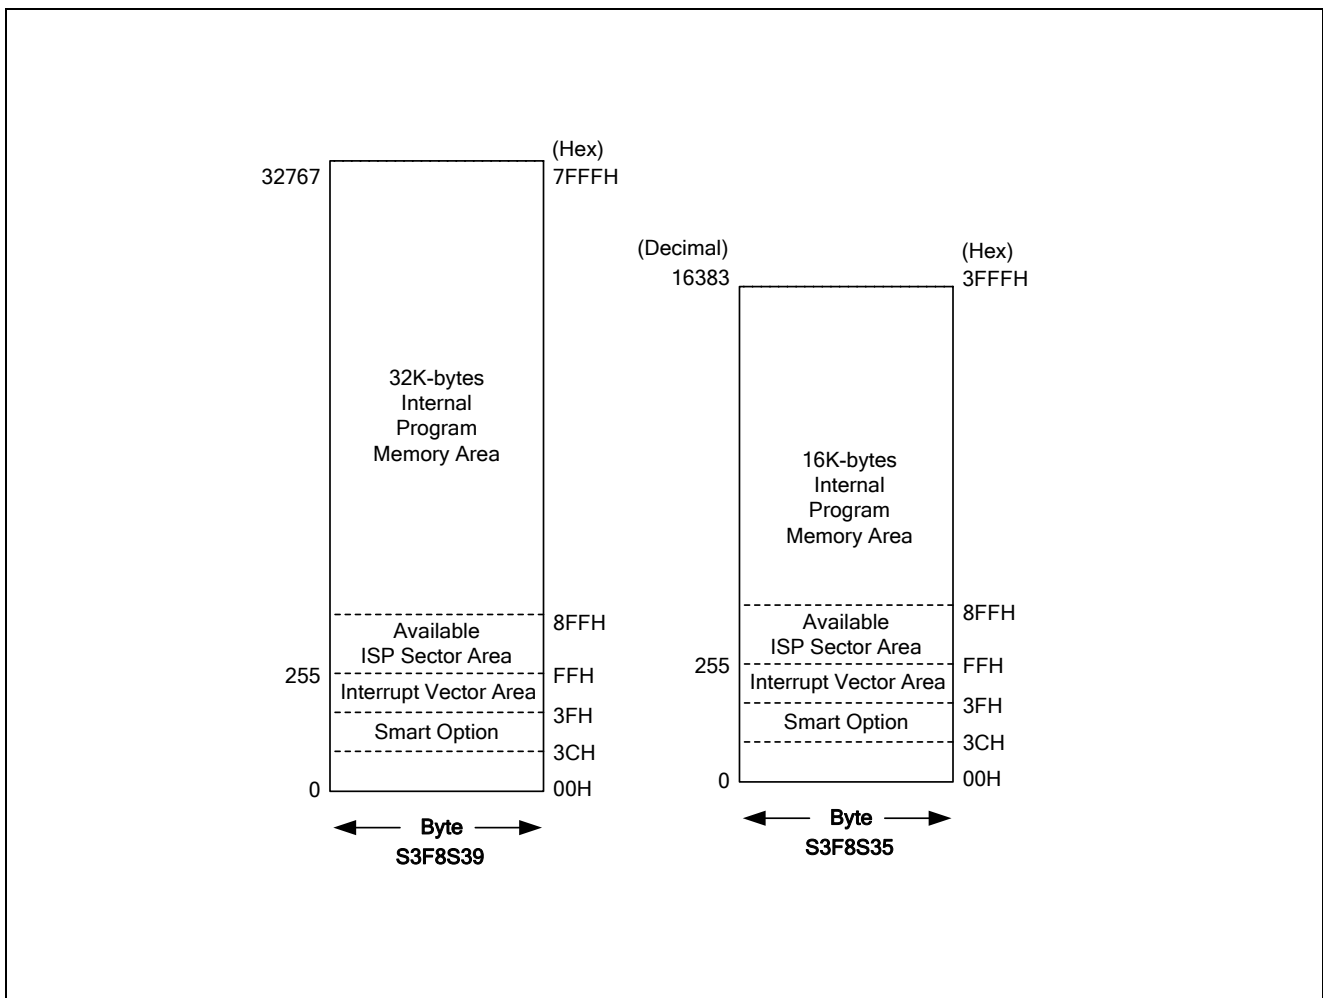 (Hex)
32767
7FFFH
32K-bytes
Internal
Program
Memory Area
8FFH
Available
ISP Sector Area
255
FFH
Interrupt Vector Area
3FH
Smart Option
3CH
0
00H
Byte
S3F8S39
(Decimal)
(Hex)
16383
3FFFH
16K-bytes
Internal
Program
Memory Area
8FFH
Available
ISP Sector Area
255
FFH
Interrupt Vector Area
3FH
Smart Option
3CH
0
00H
Byte
S3F8S35